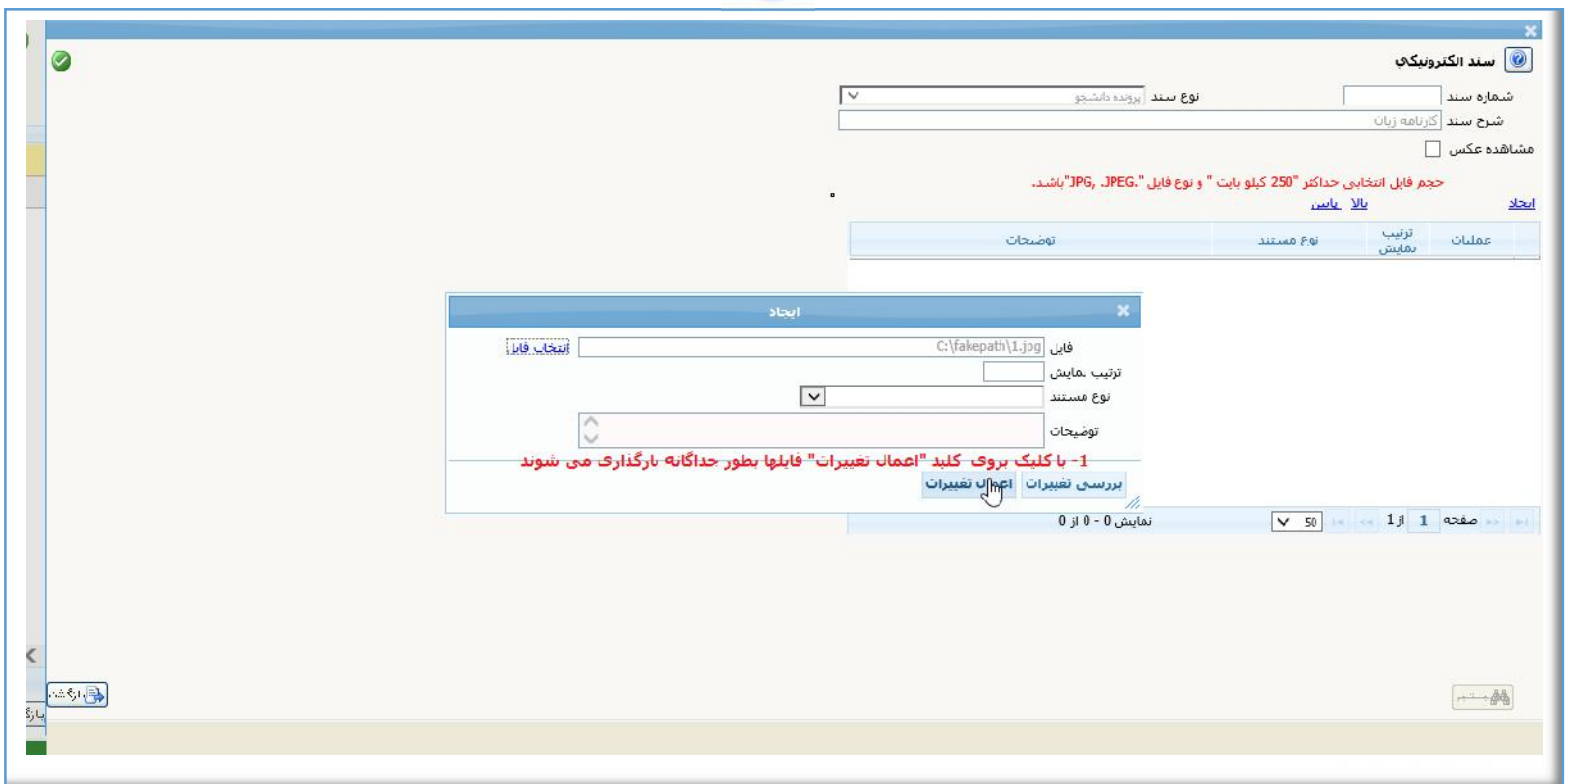 سند الکترونیکي
شماره سند
نوع سند پرونده دانشجو
شرح سند کارنامه زبان
مشاهده عکس
حجم فایل انتخابی حداکثر "250 کیلو بایت " و نوع فایل ".JPG, .JPEG"باشد.
ایجاد بالا پایین
عملیات ترتیب نمایش نوع مستند توضیحات
ایجاد
فایل C:\fakepath\1.jpg انتخاب فایل
ترتیب نمایش
نوع مستند
توضیحات
1- با کلیک بروی کلید "اعمال تغییرات" فایلها بطور جداگانه بارگذاری می شوند
بررسی تغییرات اعمال تغییرات
صفحه 1 از 1 50 نمایش 0 - 0 از 0
جستجو بازگشت